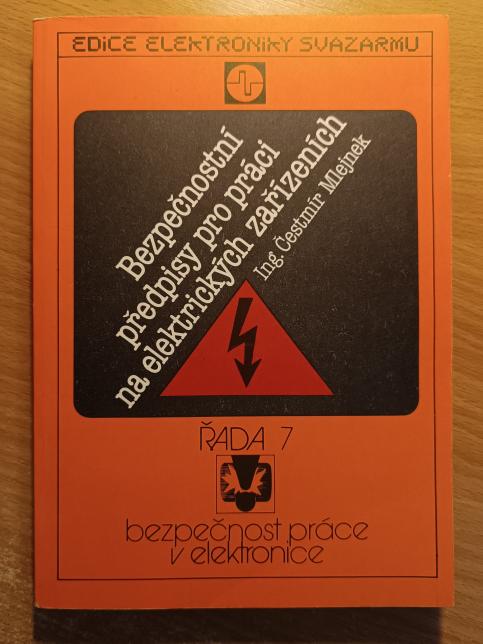 EDICE ELEKTRONIKY SVAZARMU
Bezpečnostní
předpisy pro práci
na elektrických zařízeních
Ing. Čestmír Mlejnek
ŘADA 7
bezpečnost práce
v elektronice